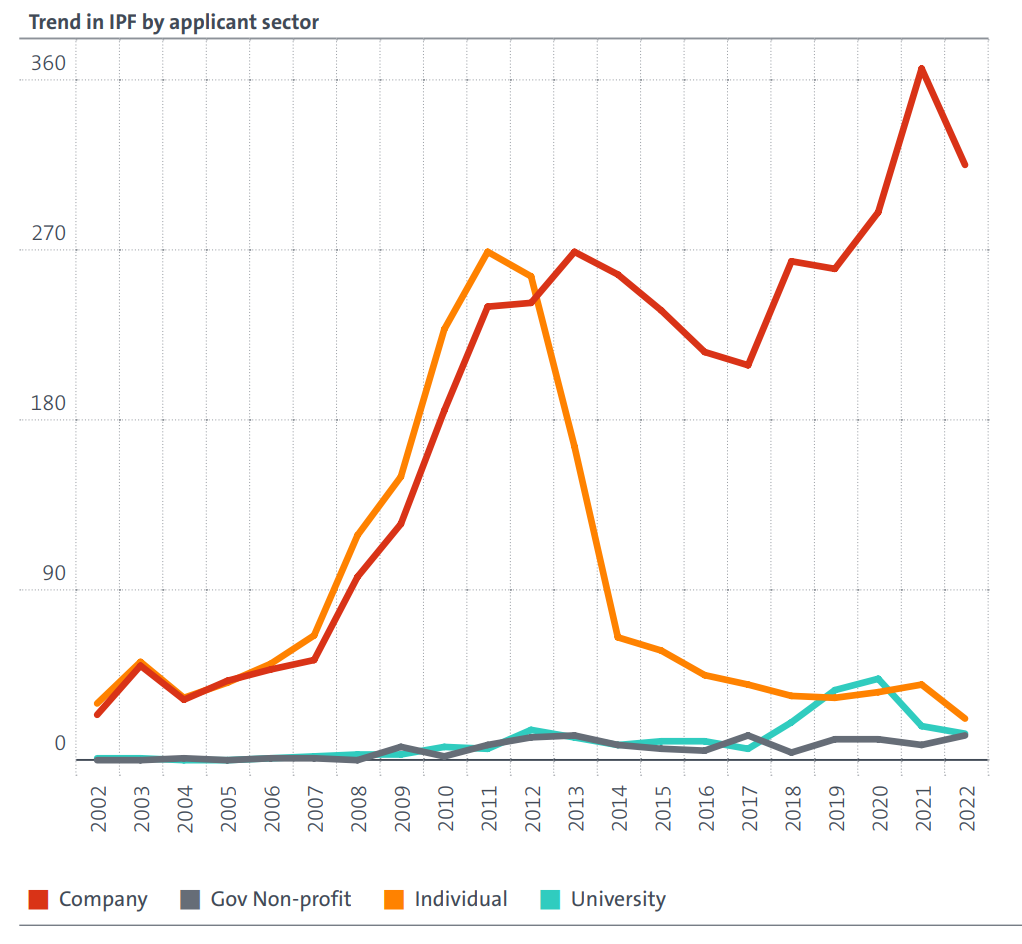 Trend in IPF by applicant sector
360
270
180
90
0
2002 2003 2004 2005 2006 2007 2008 2009 2010 2011 2012 2013 2014 2015 2016 2017 2018 2019 2020 2021 2022
Company Gov Non-profit Individual University